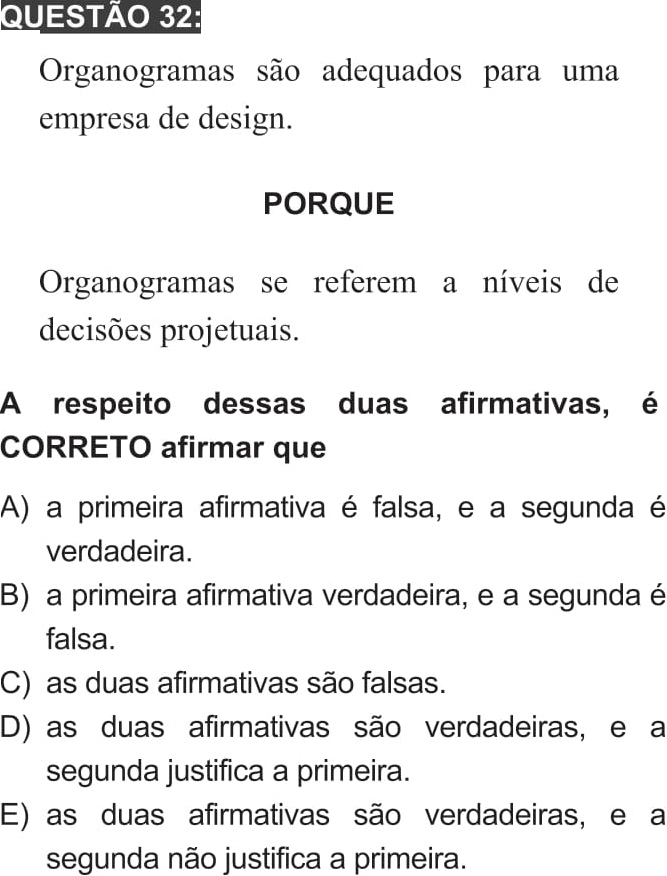 QUESTÃO 32:
Organogramas são adequados para uma
empresa de design.
PORQUE
Organogramas se referem a níveis de
decisões projetuais.
A respeito dessas duas afirmativas, é
CORRETO afirmar que
A) a primeira afirmativa é falsa, e a segunda é
verdadeira.
B) a primeira afirmativa verdadeira, e a segunda é
falsa.
C) as duas afirmativas são falsas.
D) as duas afirmativas são verdadeiras, e a
segunda justifica a primeira.
E) as duas afirmativas são verdadeiras, e a
segunda não justifica a primeira.